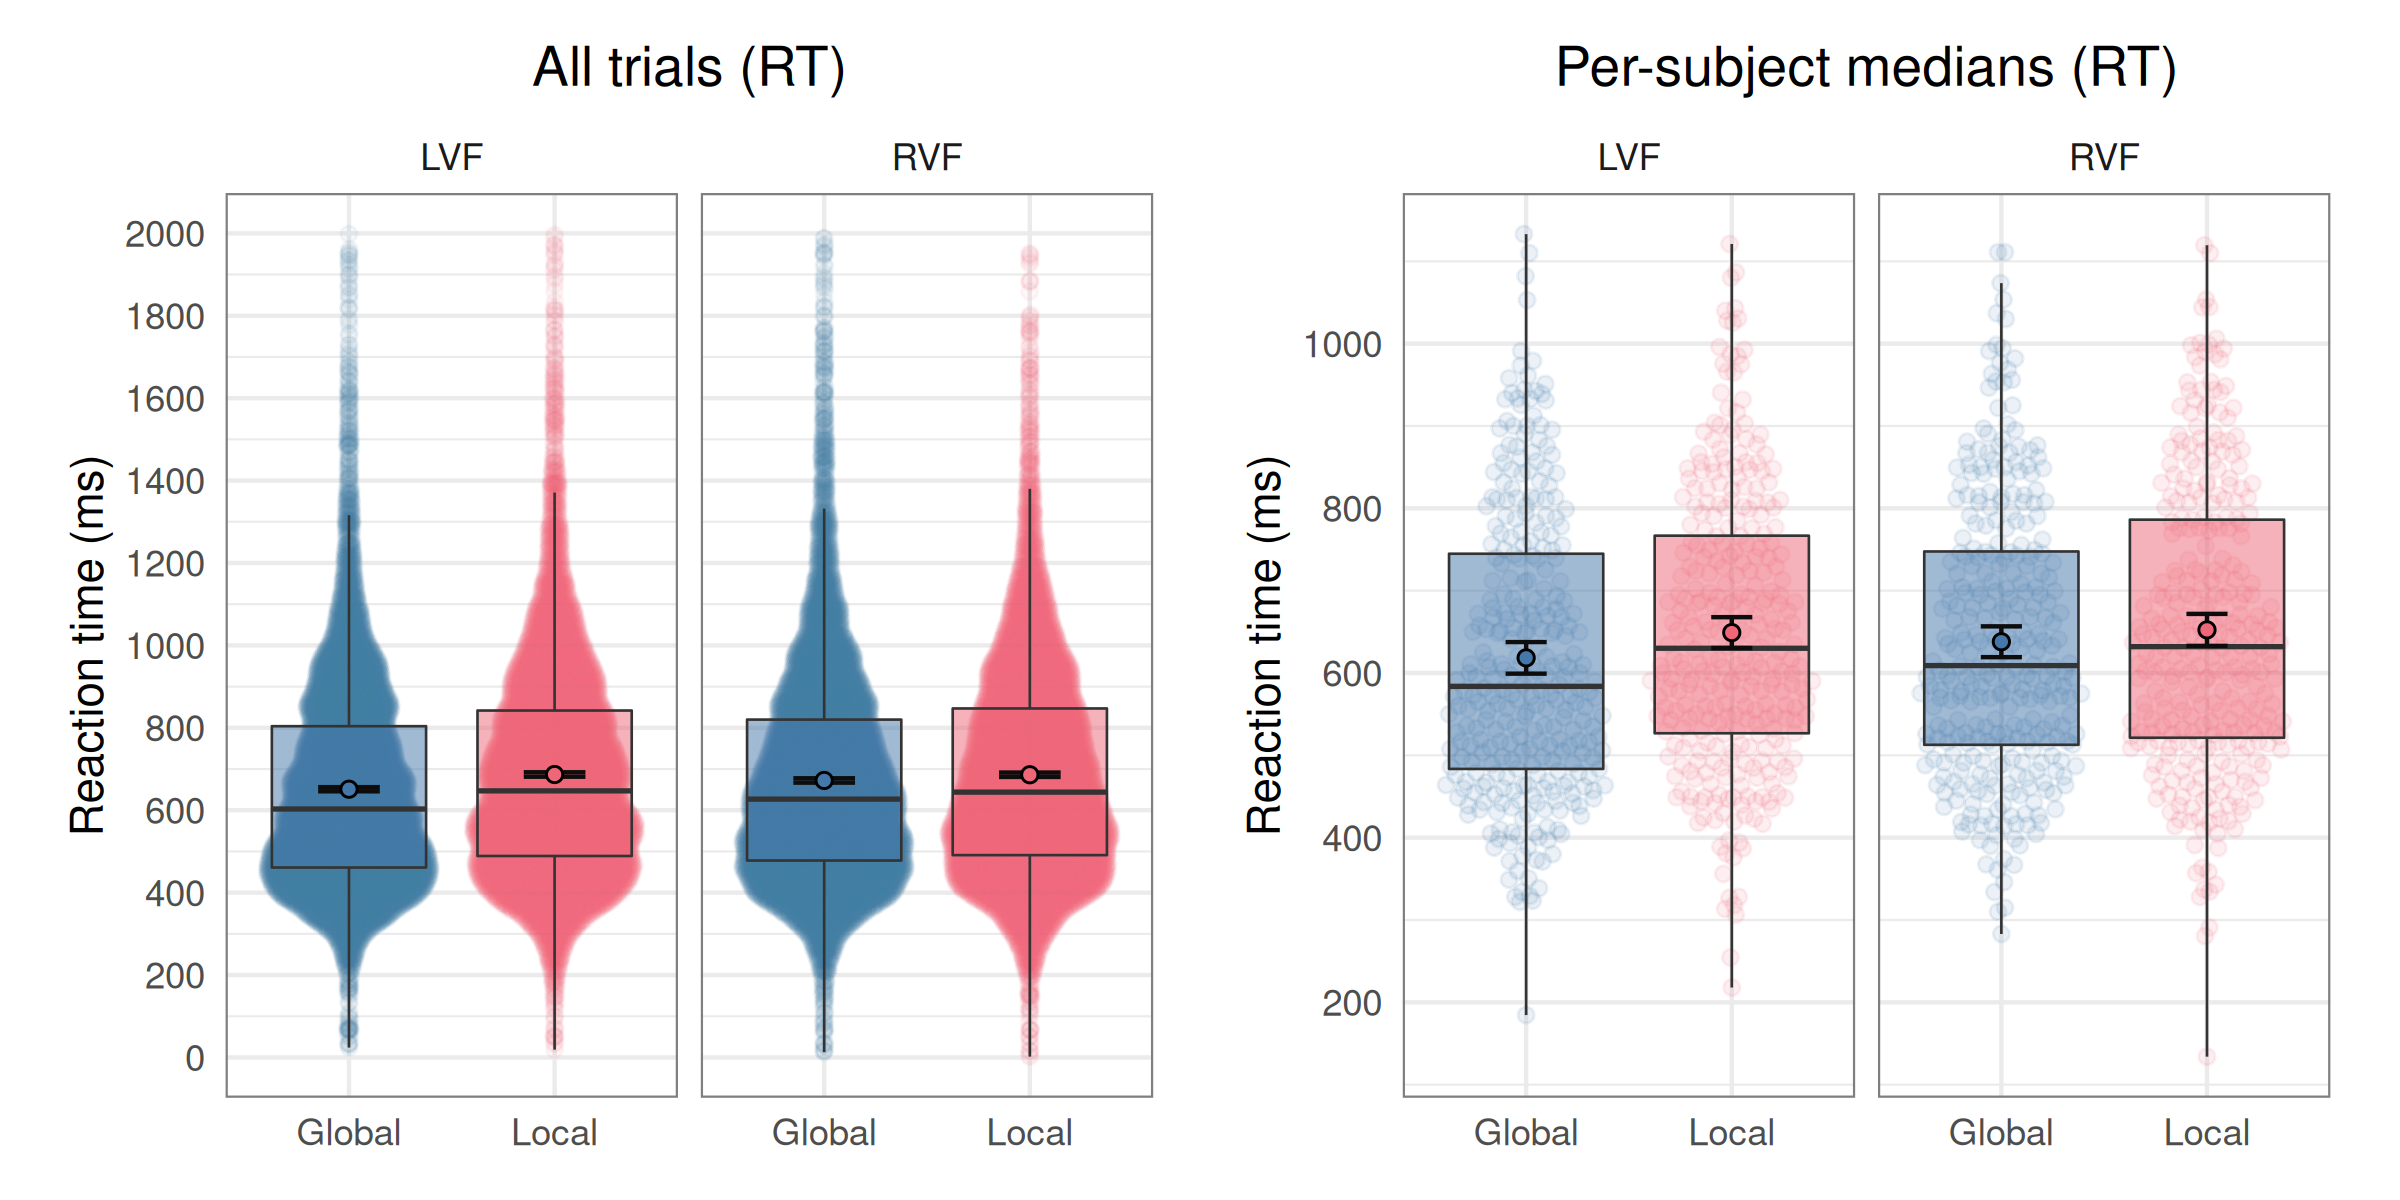 All trials (RT)
LVF
RVF
Reaction time (ms)
2000
1800
1600
1400
1200
1000
800
600
400
200
0
Global
Local
Global
Local
Per-subject medians (RT)
LVF
RVF
Reaction time (ms)
1000
800
600
400
200
Global
Local
Global
Local